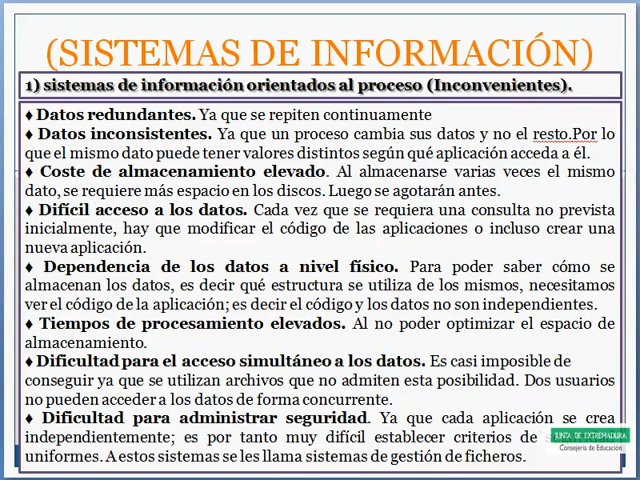 (SISTEMAS DE INFORMACIÓN)
1) sistemas de información orientados al proceso (Inconvenientes).
♦ Datos redundantes. Ya que se repiten continuamente
♦ Datos inconsistentes. Ya que un proceso cambia sus datos y no el resto.Por lo
que el mismo dato puede tener valores distintos según qué aplicación acceda a él.
♦ Coste de almacenamiento elevado. Al almacenarse varias veces el mismo
dato, se requiere más espacio en los discos. Luego se agotarán antes.
♦ Difícil acceso a los datos. Cada vez que se requiera una consulta no prevista
inicialmente, hay que modificar el código de las aplicaciones o incluso crear una
nueva aplicación.
♦ Dependencia de los datos a nivel físico. Para poder saber cómo se
almacenan los datos, es decir qué estructura se utiliza de los mismos, necesitamos
ver el código de la aplicación; es decir el código y los datos no son independientes.
♦ Tiempos de procesamiento elevados. Al no poder optimizar el espacio de
almacenamiento.
♦ Dificultad para el acceso simultáneo a los datos. Es casi imposible de
conseguir ya que se utilizan archivos que no admiten esta posibilidad. Dos usuarios
no pueden acceder a los datos de forma concurrente.
♦ Dificultad para administrar seguridad. Ya que cada aplicación se crea
independientemente; es por tanto muy difícil establecer criterios de
uniformes. A estos sistemas se les llama sistemas de gestión de ficheros.
JUNTA DE EXTREMADURA
Consejería de Educación